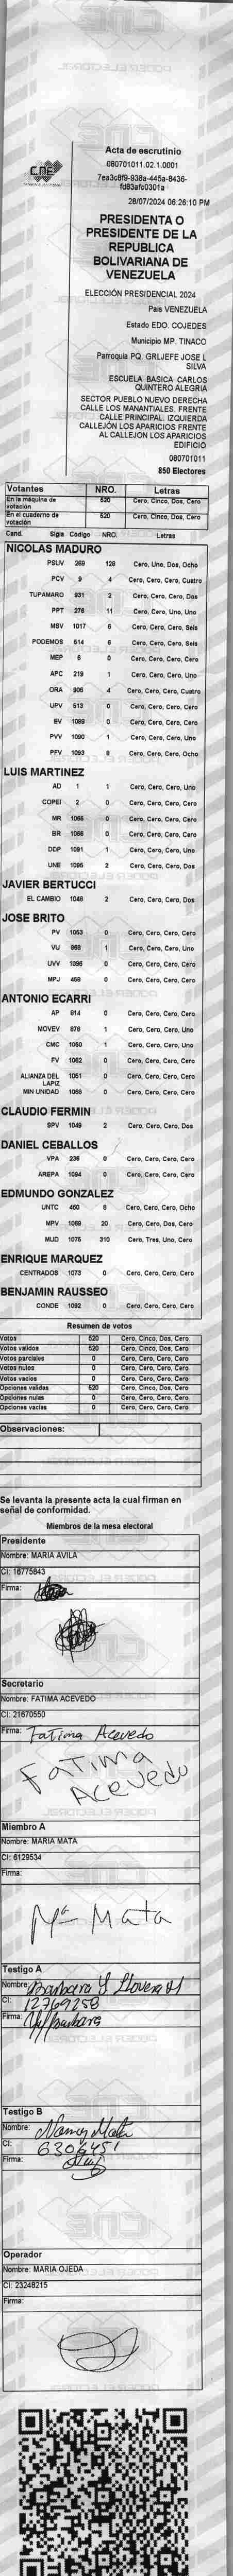 CNE
Acta de escrutinio
080701011.02.1.0001
7ea3c8f9-938a-445a-8436-
fd83afc0301a
28/07/2024 06:26:10 PM
PRESIDENTA O
PRESIDENTE DE LA
REPUBLICA
BOLIVARIANA DE
VENEZUELA
ELECCIÓN PRESIDENCIAL 2024
Pais VENEZUELA
Estado EDO. COJEDES
Municipio MP. TINACO
Parroquia PQ. GRLJEFE JOSE L
SILVA
ESCUELA BASICA CARLOS
QUINTERO ALEGRIA
SECTOR PUEBLO NUEVO DERECHA
CALLE LOS MANANTIALES. FRENTE
CALLE PRINCIPAL. IZQUIERDA
CALLEJÓN LOS APARICIOS FRENTE
AL CALLEJON LOS APARICIOS
EDIFICIO
080701011
850 Electores
Votantes NRO. Letras
En la máquina de votación 520 Cero, Cinco, Dos, Cero
En el cuaderno de votación 520 Cero, Cinco, Dos, Cero
Cand. Sigla Código NRO. Letras
NICOLAS MADURO
PSUV 269 128 Cero, Uno, Dos, Ocho
PCV 9 4 Cero, Cero, Cero, Cuatro
TUPAMARO 931 2 Cero, Cero, Cero, Dos
PPT 276 11 Cero, Cero, Uno, Uno
MSV 1017 6 Cero, Cero, Cero, Seis
PODEMOS 514 6 Cero, Cero, Cero, Seis
MEP 6 0 Cero, Cero, Cero, Cero
APC 219 1 Cero, Cero, Cero, Uno
ORA 906 4 Cero, Cero, Cero, Cuatro
UPV 513 0 Cero, Cero, Cero, Cero
EV 1089 0 Cero, Cero, Cero, Cero
PVV 1090 1 Cero, Cero, Cero, Uno
PFV 1093 8 Cero, Cero, Cero, Ocho
LUIS MARTINEZ
AD 1 1 Cero, Cero, Cero, Uno
COPEI 2 0 Cero, Cero, Cero, Cero
MR 1065 0 Cero, Cero, Cero, Cero
BR 1066 0 Cero, Cero, Cero, Cero
DDP 1091 1 Cero, Cero, Cero, Uno
UNE 1095 2 Cero, Cero, Cero, Dos
JAVIER BERTUCCI
EL CAMBIO 1048 2 Cero, Cero, Cero, Dos
JOSE BRITO
PV 1053 0 Cero, Cero, Cero, Cero
VU 968 1 Cero, Cero, Cero, Uno
UVV 1096 0 Cero, Cero, Cero, Cero
MPJ 458 0 Cero, Cero, Cero, Cero
ANTONIO ECARRI
AP 814 0 Cero, Cero, Cero, Cero
MOVEV 878 1 Cero, Cero, Cero, Uno
CMC 1050 1 Cero, Cero, Cero, Uno
FV 1062 0 Cero, Cero, Cero, Cero
ALIANZA DEL LAPIZ 1051 0 Cero, Cero, Cero, Cero
MIN UNIDAD 1068 0 Cero, Cero, Cero, Cero
CLAUDIO FERMIN
SPV 1049 2 Cero, Cero, Cero, Dos
DANIEL CEBALLOS
VPA 236 0 Cero, Cero, Cero, Cero
AREPA 1094 0 Cero, Cero, Cero, Cero
EDMUNDO GONZALEZ
UNTC 460 8 Cero, Cero, Cero, Ocho
MPV 1069 20 Cero, Cero, Dos, Cero
MUD 1075 310 Cero, Tres, Uno, Cero
ENRIQUE MARQUEZ
CENTRADOS 1073 0 Cero, Cero, Cero, Cero
BENJAMIN RAUSSEO
CONDE 1092 0 Cero, Cero, Cero, Cero
Resumen de votos
Votos 520 Cero, Cinco, Dos, Cero
Votos validos 520 Cero, Cinco, Dos, Cero
Votos parciales 0 Cero, Cero, Cero, Cero
Votos nulos 0 Cero, Cero, Cero, Cero
Votos vacios 0 Cero, Cero, Cero, Cero
Opciones validas 520 Cero, Cinco, Dos, Cero
Opciones nulas 0 Cero, Cero, Cero, Cero
Opciones vacias 0 Cero, Cero, Cero, Cero
Observaciones:
Se levanta la presente acta la cual firman en
señal de conformidad.
Miembros de la mesa electoral
Presidente
Nombre: MARIA AVILA
CI: 16775843
Firma:
Secretario
Nombre: FATIMA ACEVEDO
CI: 21670550
Firma: Fatima Acevedo
FATIMA
ACEVEDO
Miembro A
Nombre: MARIA MATA
CI: 6129534
Firma:
Mª Mata
Testigo A
Nombre: Barbara Y Llovera
CI: 12769258
Firma: Barbara
Testigo B
Nombre: Nancy Mata
CI: 6306451
Firma:
Operador
Nombre: MARIA OJEDA
CI: 23248215
Firma: